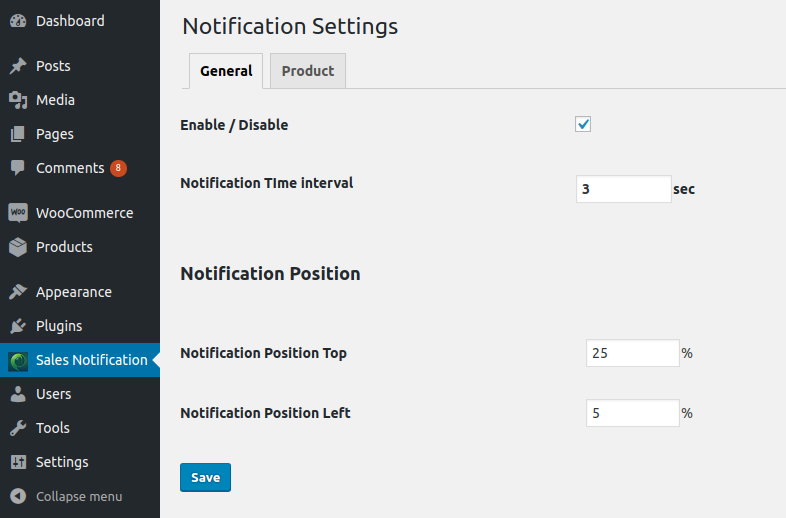 Dashboard
Posts
Media
Pages
Comments 8
WOO WooCommerce
Products
Appearance
Plugins
Sales Notification
Users
Tools
Settings
Collapse menu
Notification Settings
General Product
Enable / Disable
Notification TIme interval 3 sec
Notification Position
Notification Position Top 25 %
Notification Position Left 5 %
Save